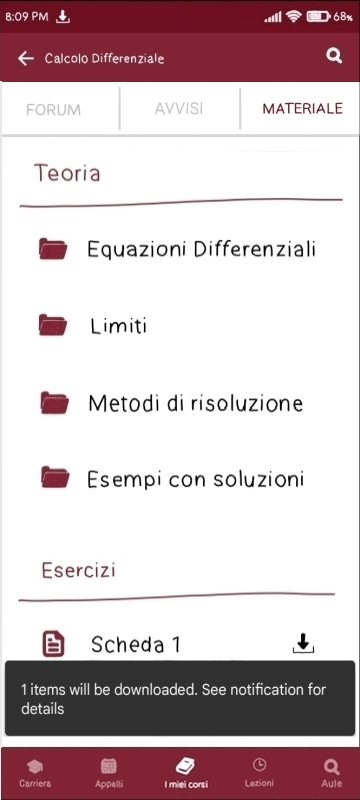 8:09 PM 68%
Calcolo Differenziale
FORUM AVVISI MATERIALE
Teoria
Equazioni Differenziali
Limiti
Metodi di risoluzione
Esempi con soluzioni
Esercizi
Scheda 1
1 items will be downloaded. See notification for
details
Carriera Appelli I miei corsi Lezioni Aule